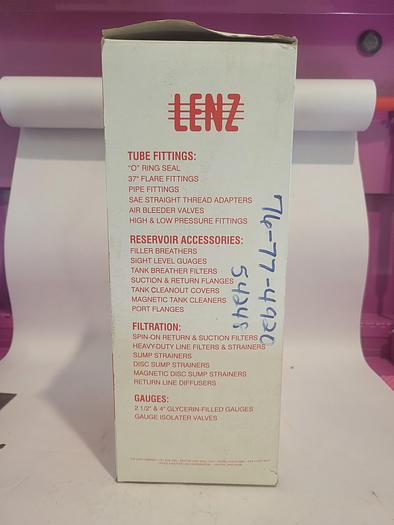 LENZ
TUBE FITTINGS:
"O" RING SEAL
37° FLARE FITTINGS
PIPE FITTINGS
SAE STRAIGHT THREAD ADAPTERS
AIR BLEEDER VALVES
HIGH & LOW PRESSURE FITTINGS
RESERVOIR ACCESSORIES:
FILLER BREATHERS
SIGHT LEVEL GUAGES
TANK BREATHER FILTERS
SUCTION & RETURN FLANGES
TANK CLEANOUT COVERS
MAGNETIC TANK CLEANERS
PORT FLANGES
FILTRATION:
SPIN-ON RETURN & SUCTION FILTERS
HEAVY-DUTY LINE FILTERS & STRAINERS
SUMP STRAINERS
DISC SUMP STRAINERS
MAGNETIC DISC SUMP STRAINERS
RETURN LINE DIFFUSERS
GAUGES:
2 1/2" & 4" GLYCERIN-FILLED GAUGES
GAUGE ISOLATER VALVES
76-77-4920